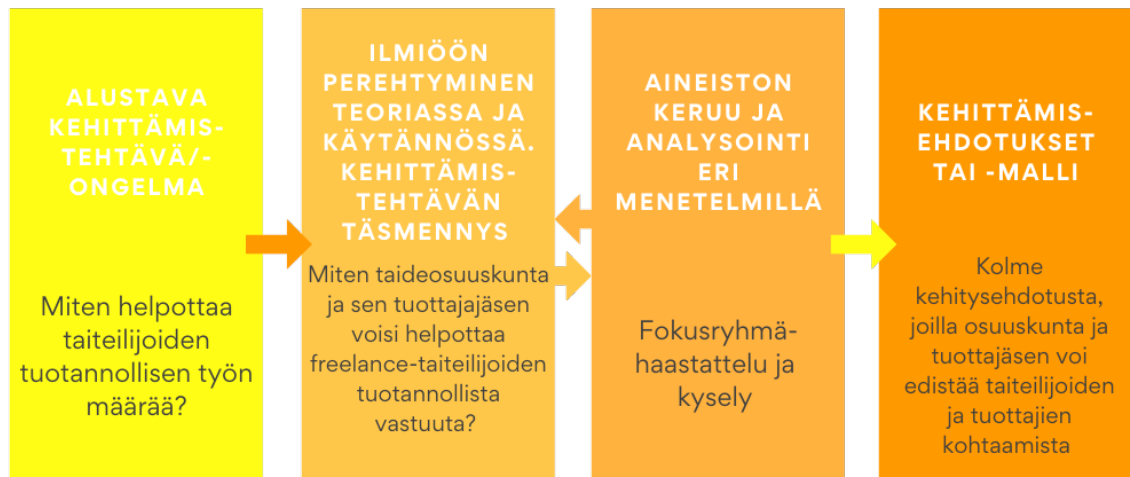 ALUSTAVA
KEHITTÄMIS-
TEHTÄVÄ/-
ONGELMA
Miten helpottaa
taiteilijoiden
tuotannollisen työn
määrää?
ILMIÖÖN
PEREHTYMINEN
TEORIASSA JA
KÄYTÄNNÖSSÄ.
KEHITTÄMIS-
TEHTÄVÄN
TÄSMENNYS
Miten taideosuuskunta
ja sen tuottajajäsen
voisi helpottaa
freelance-taiteilijoiden
tuotannollista
vastuuta?
AINEISTON
KERUU JA
ANALYSOINTI
ERI
MENETELMILLÄ
Fokusryhmä-
haastattelu ja
kysely
KEHITTÄMIS-
EHDOTUKSET
TAI -MALLI
Kolme
kehitysehdotusta,
joilla osuuskunta ja
tuottajäsen voi
edistää taiteilijoiden
ja tuottajien
kohtaamista